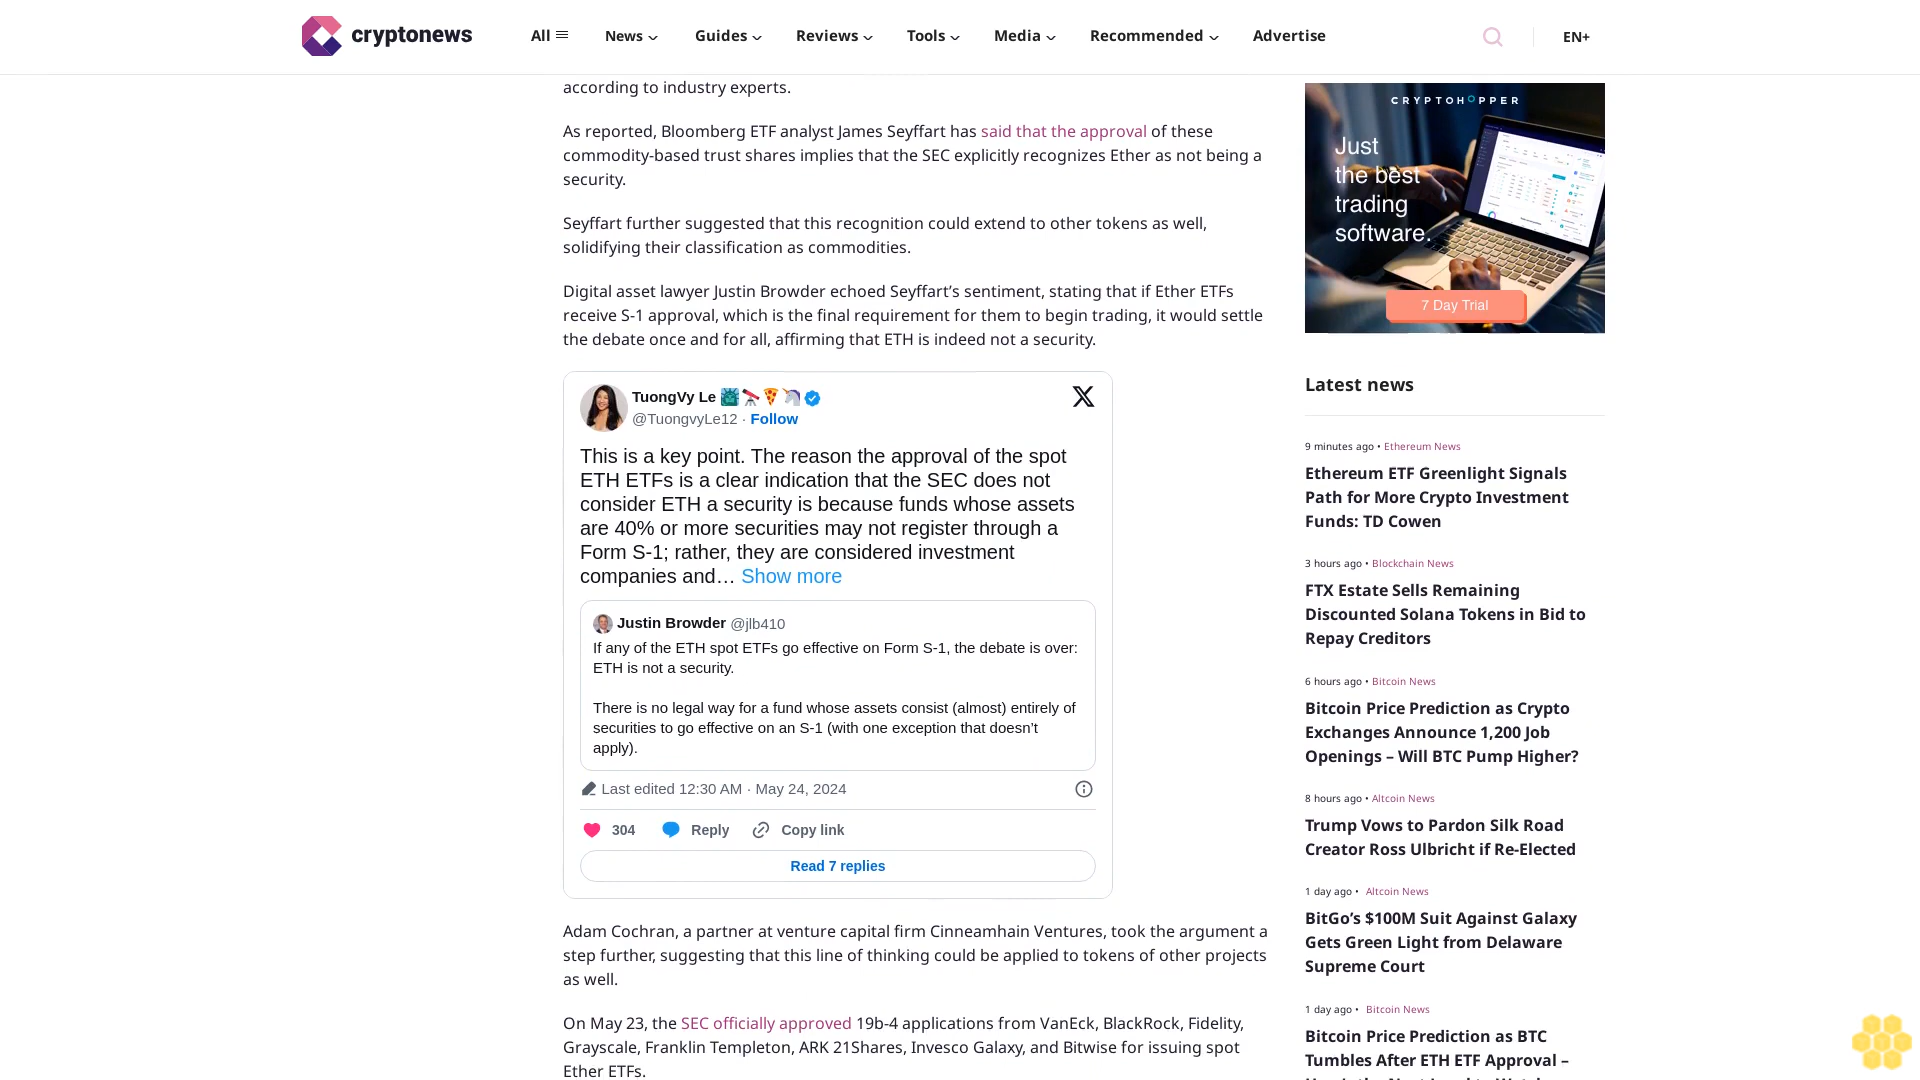 cryptonews
All
News
Guides
Reviews
Tools
Media
Recommended
Advertise
EN+
according to industry experts.
As reported, Bloomberg ETF analyst James Seyffart has said that the approval of these
commodity-based trust shares implies that the SEC explicitly recognizes Ether as not being a
security.
Seyffart further suggested that this recognition could extend to other tokens as well,
solidifying their classification as commodities.
Digital asset lawyer Justin Browder echoed Seyffart’s sentiment, stating that if Ether ETFs
receive S-1 approval, which is the final requirement for them to begin trading, it would settle
the debate once and for all, affirming that ETH is indeed not a security.
TuongVy Le
@TuongvyLe12 · Follow
This is a key point. The reason the approval of the spot
ETH ETFs is a clear indication that the SEC does not
consider ETH a security is because funds whose assets
are 40% or more securities may not register through a
Form S-1; rather, they are considered investment
companies and… Show more
Justin Browder @jlb410
If any of the ETH spot ETFs go effective on Form S-1, the debate is over:
ETH is not a security.
There is no legal way for a fund whose assets consist (almost) entirely of
securities to go effective on an S-1 (with one exception that doesn’t
apply).
Last edited 12:30 AM · May 24, 2024
304
Reply
Copy link
Read 7 replies
Adam Cochran, a partner at venture capital firm Cinneamhain Ventures, took the argument a
step further, suggesting that this line of thinking could be applied to tokens of other projects
as well.
On May 23, the SEC officially approved 19b-4 applications from VanEck, BlackRock, Fidelity,
Grayscale, Franklin Templeton, ARK 21Shares, Invesco Galaxy, and Bitwise for issuing spot
Ether ETFs.
CRYPTOHOPPER
Just
the best
trading
software.
7 Day Trial
Latest news
9 minutes ago • Ethereum News
Ethereum ETF Greenlight Signals
Path for More Crypto Investment
Funds: TD Cowen
3 hours ago • Blockchain News
FTX Estate Sells Remaining
Discounted Solana Tokens in Bid to
Repay Creditors
6 hours ago • Bitcoin News
Bitcoin Price Prediction as Crypto
Exchanges Announce 1,200 Job
Openings – Will BTC Pump Higher?
8 hours ago • Altcoin News
Trump Vows to Pardon Silk Road
Creator Ross Ulbricht if Re-Elected
1 day ago • Altcoin News
BitGo’s $100M Suit Against Galaxy
Gets Green Light from Delaware
Supreme Court
1 day ago • Bitcoin News
Bitcoin Price Prediction as BTC
Tumbles After ETH ETF Approval –